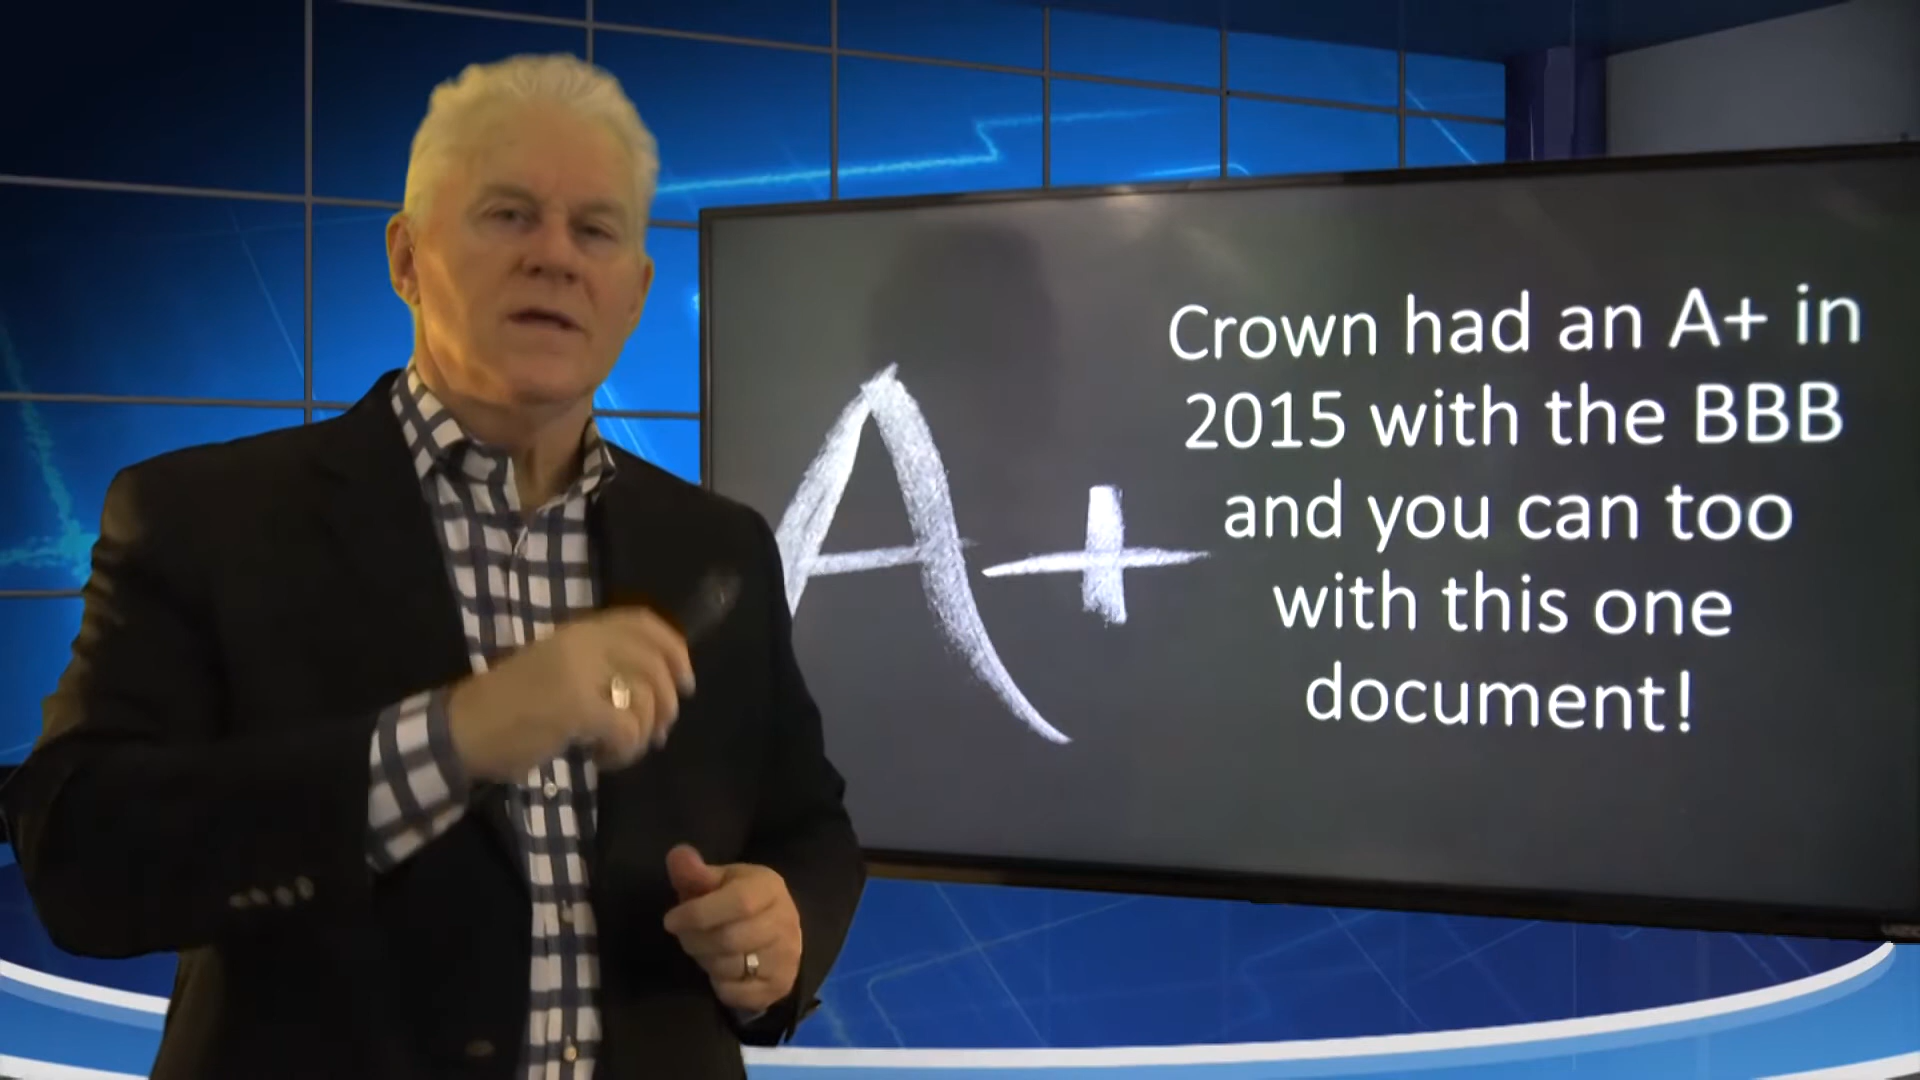 A+
Crown had an A+ in
2015 with the BBB
and you can too
with this one
document!